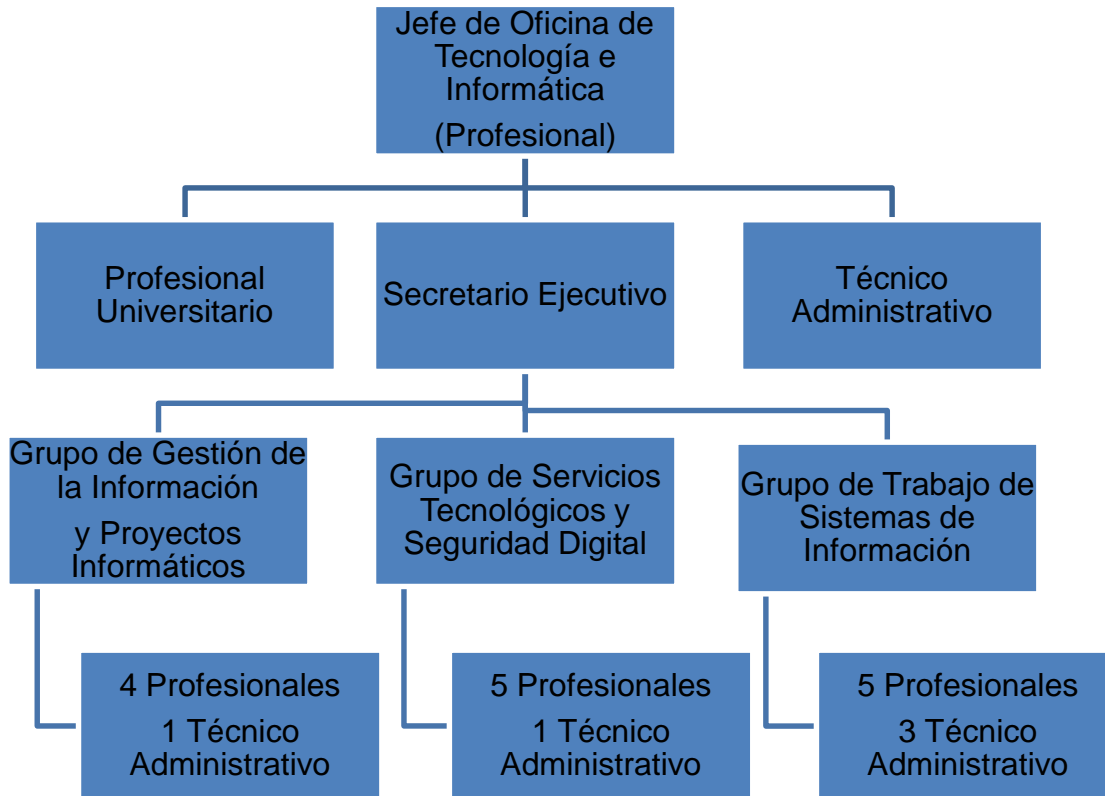 Jefe de Oficina de
Tecnología e
Informática
(Profesional)
Profesional
Universitario
Secretario Ejecutivo
Técnico
Administrativo
Grupo de Gestión de
la Información
y Proyectos
Informáticos
Grupo de Servicios
Tecnológicos y
Seguridad Digital
Grupo de Trabajo de
Sistemas de
Información
4 Profesionales
1 Técnico
Administrativo
5 Profesionales
1 Técnico
Administrativo
5 Profesionales
3 Técnico
Administrativo